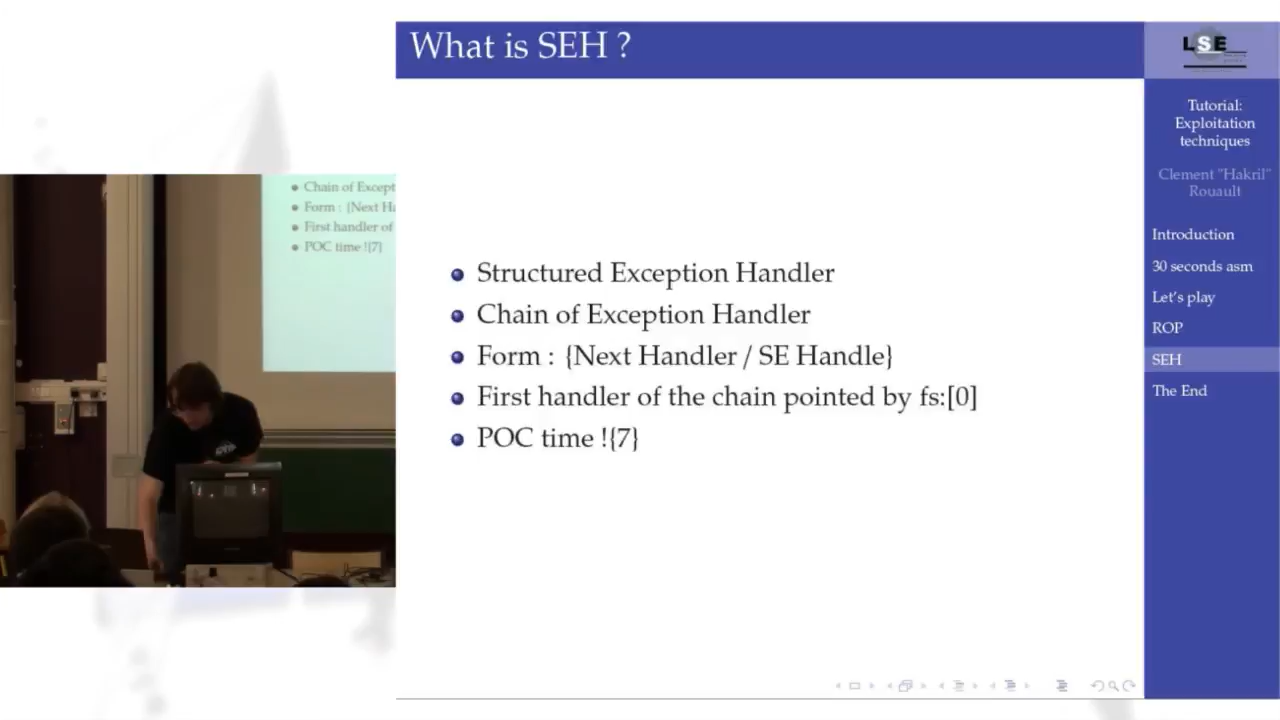 What is SEH ?
LSE
Tutorial:
Exploitation
techniques
Clement "Hakril"
Rouault
Introduction
30 seconds asm
Let's play
ROP
SEH
The End
• Structured Exception Handler
• Chain of Exception Handler
• Form : {Next Handler / SE Handle}
• First handler of the chain pointed by fs:[0]
• POC time !{7}
• Chain of Except
• Form : {Next Ha
• First handler of
• POC time !{7}